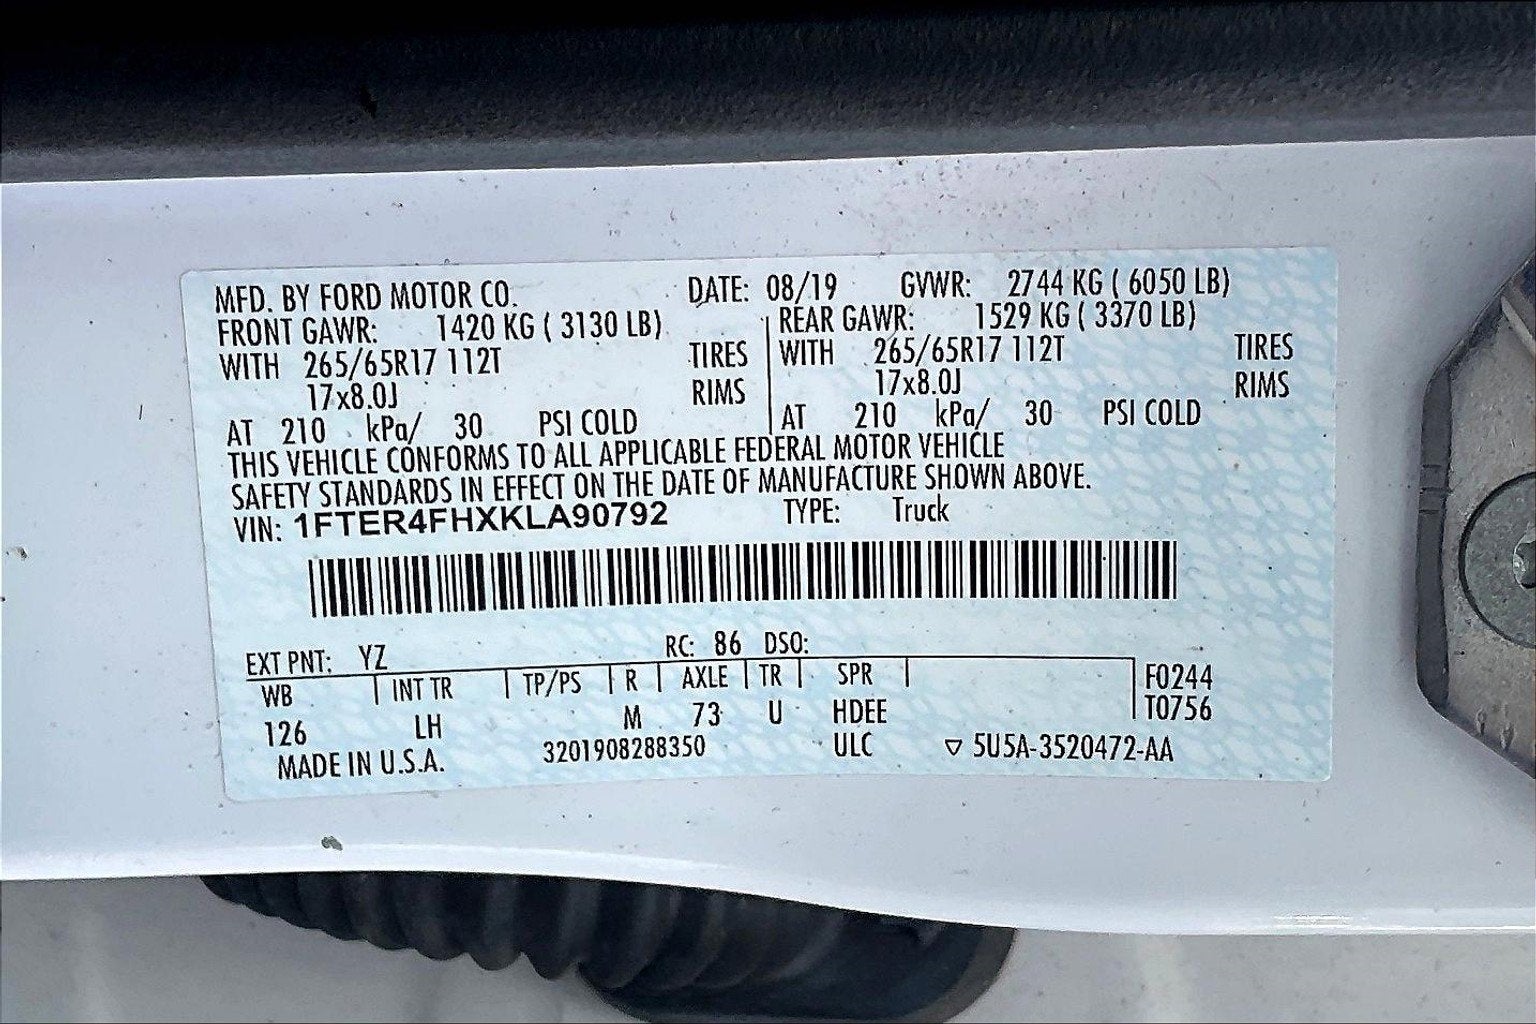 MFD. BY FORD MOTOR CO. DATE: 08/19 GVWR: 2744 KG ( 6050 LB)
FRONT GAWR: 1420 KG ( 3130 LB) REAR GAWR: 1529 KG ( 3370 LB)
WITH 265/65R17 112T TIRES WITH 265/65R17 112T TIRES
17x8.0J RIMS 17x8.0J RIMS
AT 210 kPa/ 30 PSI COLD AT 210 kPa/ 30 PSI COLD
THIS VEHICLE CONFORMS TO ALL APPLICABLE FEDERAL MOTOR VEHICLE
SAFETY STANDARDS IN EFFECT ON THE DATE OF MANUFACTURE SHOWN ABOVE.
VIN: 1FTER4FHXKLA90792 TYPE: Truck
EXT PNT: YZ RC: 86 DSO:
WB INT TR TP/PS R AXLE TR SPR F0244
126 LH M 73 U HDEE T0756
MADE IN U.S.A. 3201908288350 ULC ▽ 5U5A-3520472-AA